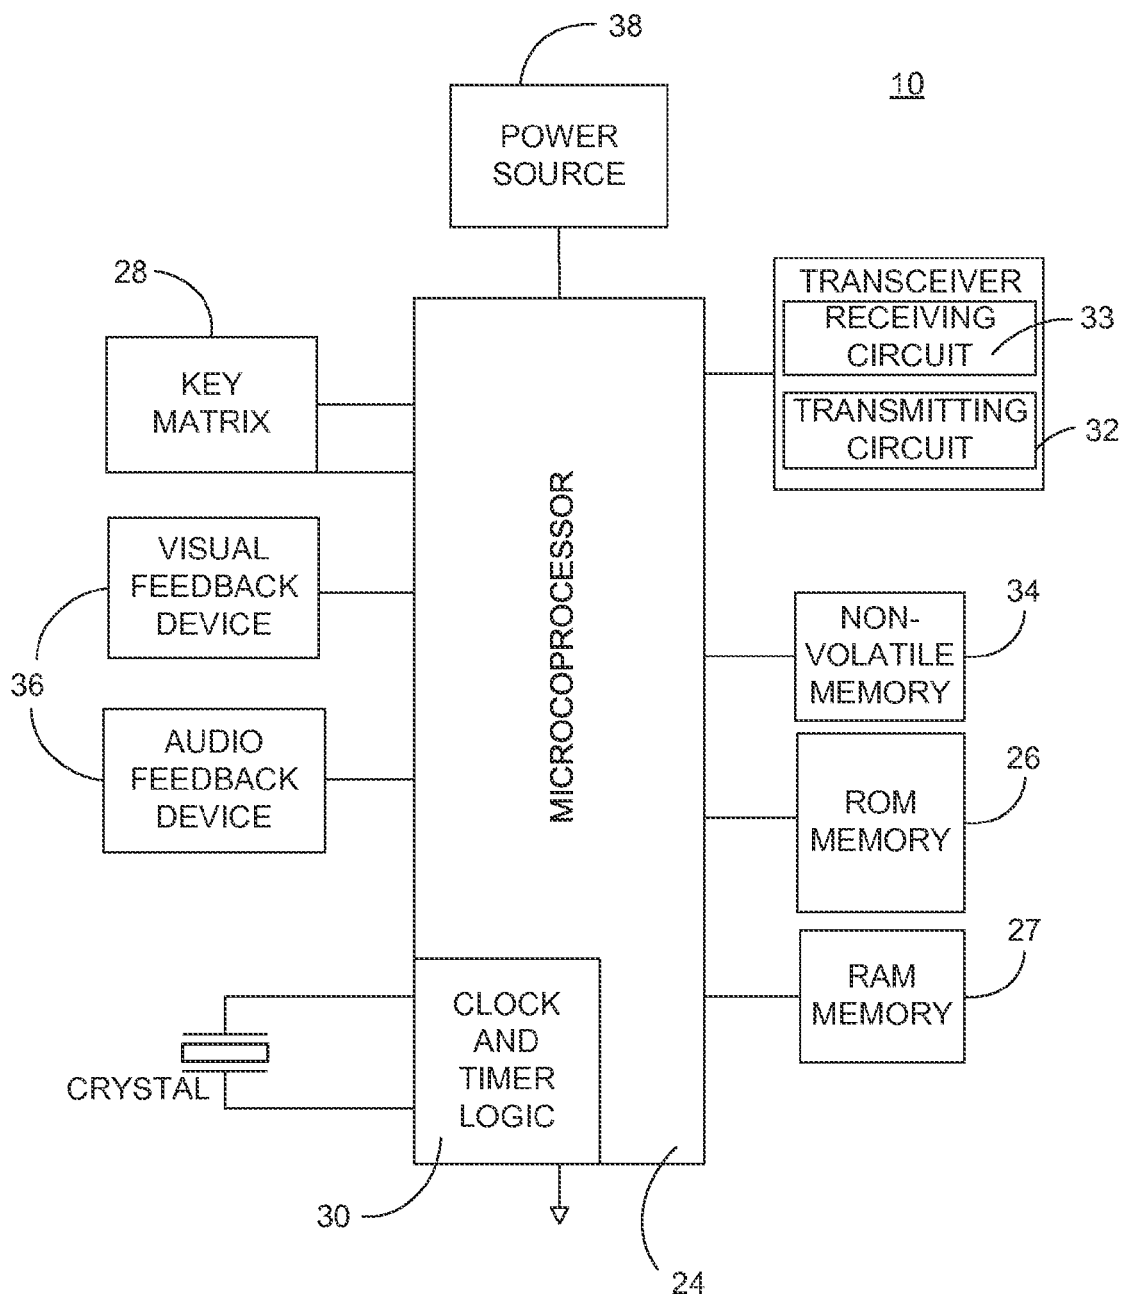 38
10
POWER
SOURCE
28
TRANSCEIVER
RECEIVING
CIRCUIT
33
TRANSMITTING
CIRCUIT
32
KEY
MATRIX
MICROCOPROCESSOR
VISUAL
FEEDBACK
DEVICE
36
AUDIO
FEEDBACK
DEVICE
34
NON-
VOLATILE
MEMORY
26
ROM
MEMORY
27
RAM
MEMORY
CLOCK
AND
TIMER
LOGIC
CRYSTAL
30
24